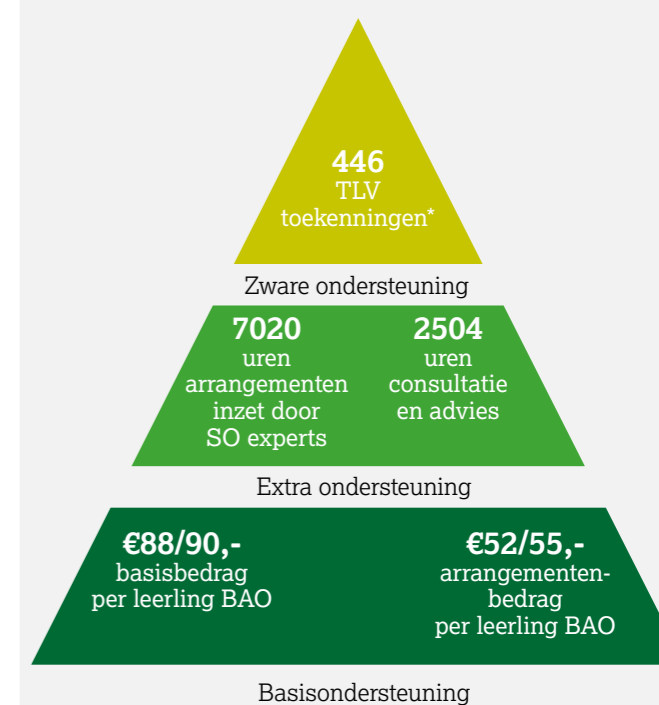 446
TLV
toekenningen*
Zware ondersteuning
7020
uren
arrangementen
inzet door
SO experts
2504
uren
consultatie
en advies
Extra ondersteuning
€88/90,-
basisbedrag
per leerling BAO
€52/55,-
arrangementen-
bedrag
per leerling BAO
Basisondersteuning